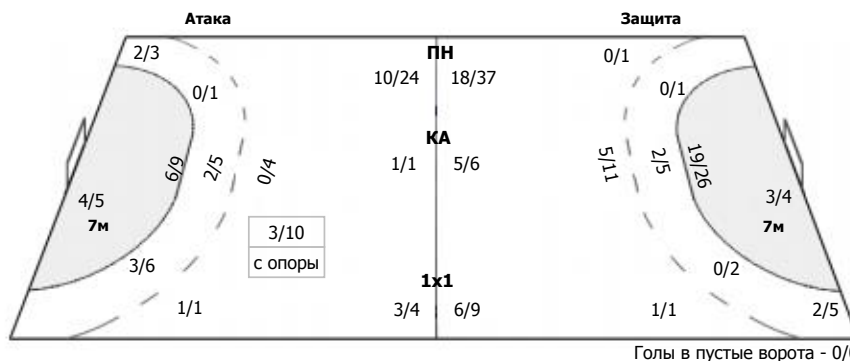 Атака
Защита
2/3
ПН
0/1
10/24
18/37
0/1
0/1
КА
6/9
2/5
0/4
1/1
5/6
5/11
2/5
19/26
4/5
7м
3/4
7м
3/10
с опоры
3/6
0/2
1x1
1/1
3/4
6/9
1/1
2/5
Голы в пустые ворота -